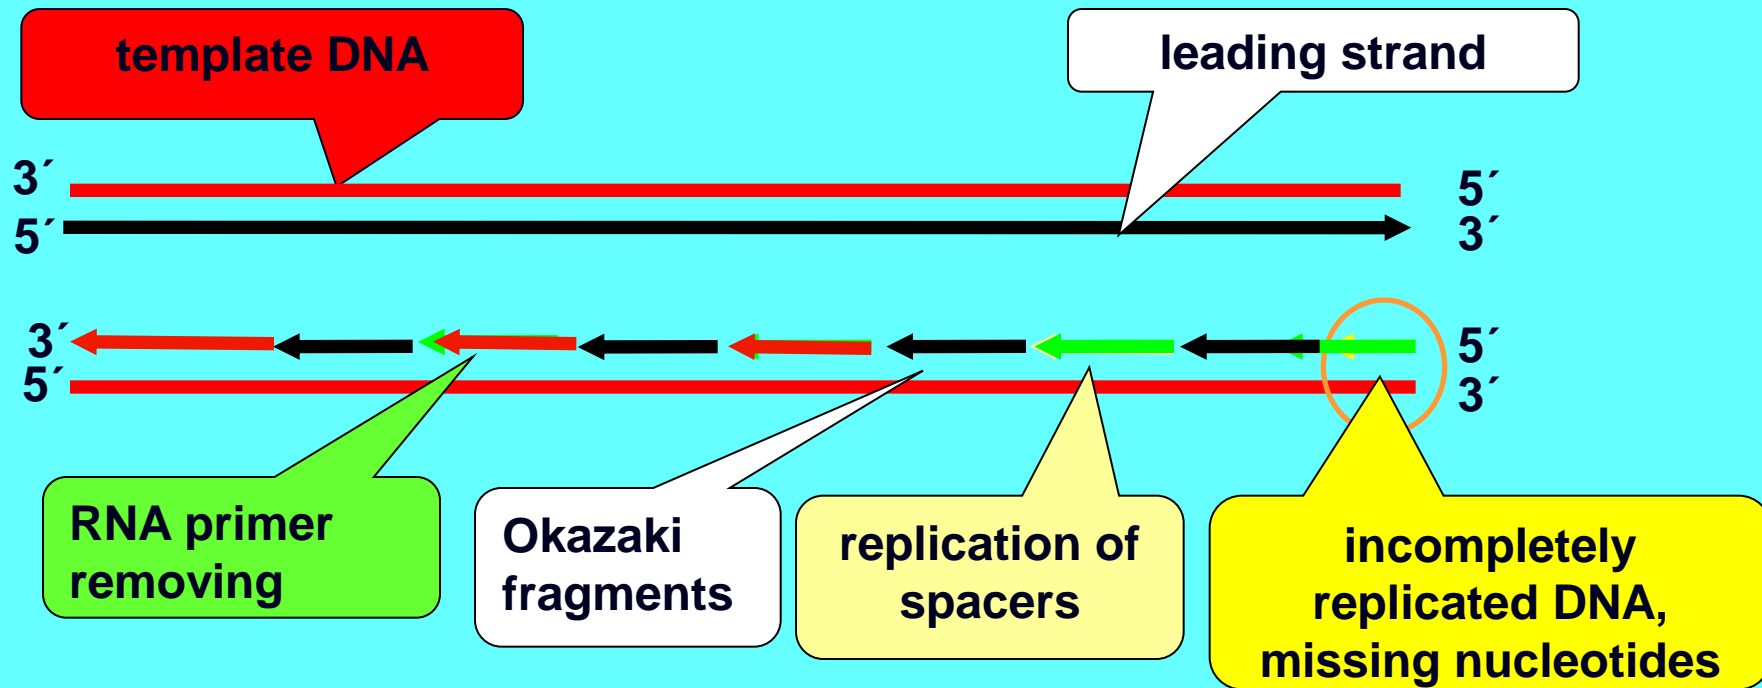 template DNA
leading strand
3´
5´
5´
3´
3´
5´
5´
3´
RNA primer
removing
Okazaki
fragments
replication of
spacers
incompletely
replicated DNA,
missing nucleotides